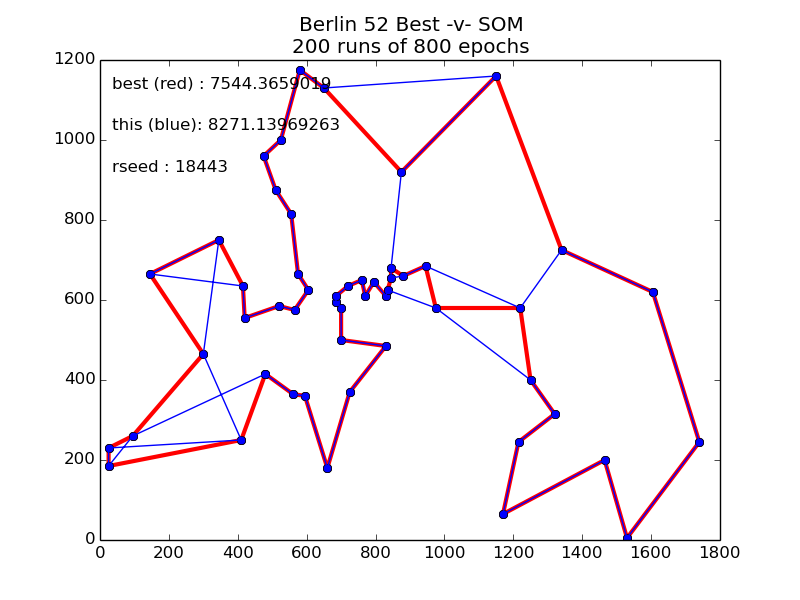 Berlin 52 Best -v- SOM
200 runs of 800 epochs
best (red) : 7544.3659019
this (blue): 8271.13969263
rseed : 18443
1200
1000
800
600
400
200
0
0 200 400 600 800 1000 1200 1400 1600 1800